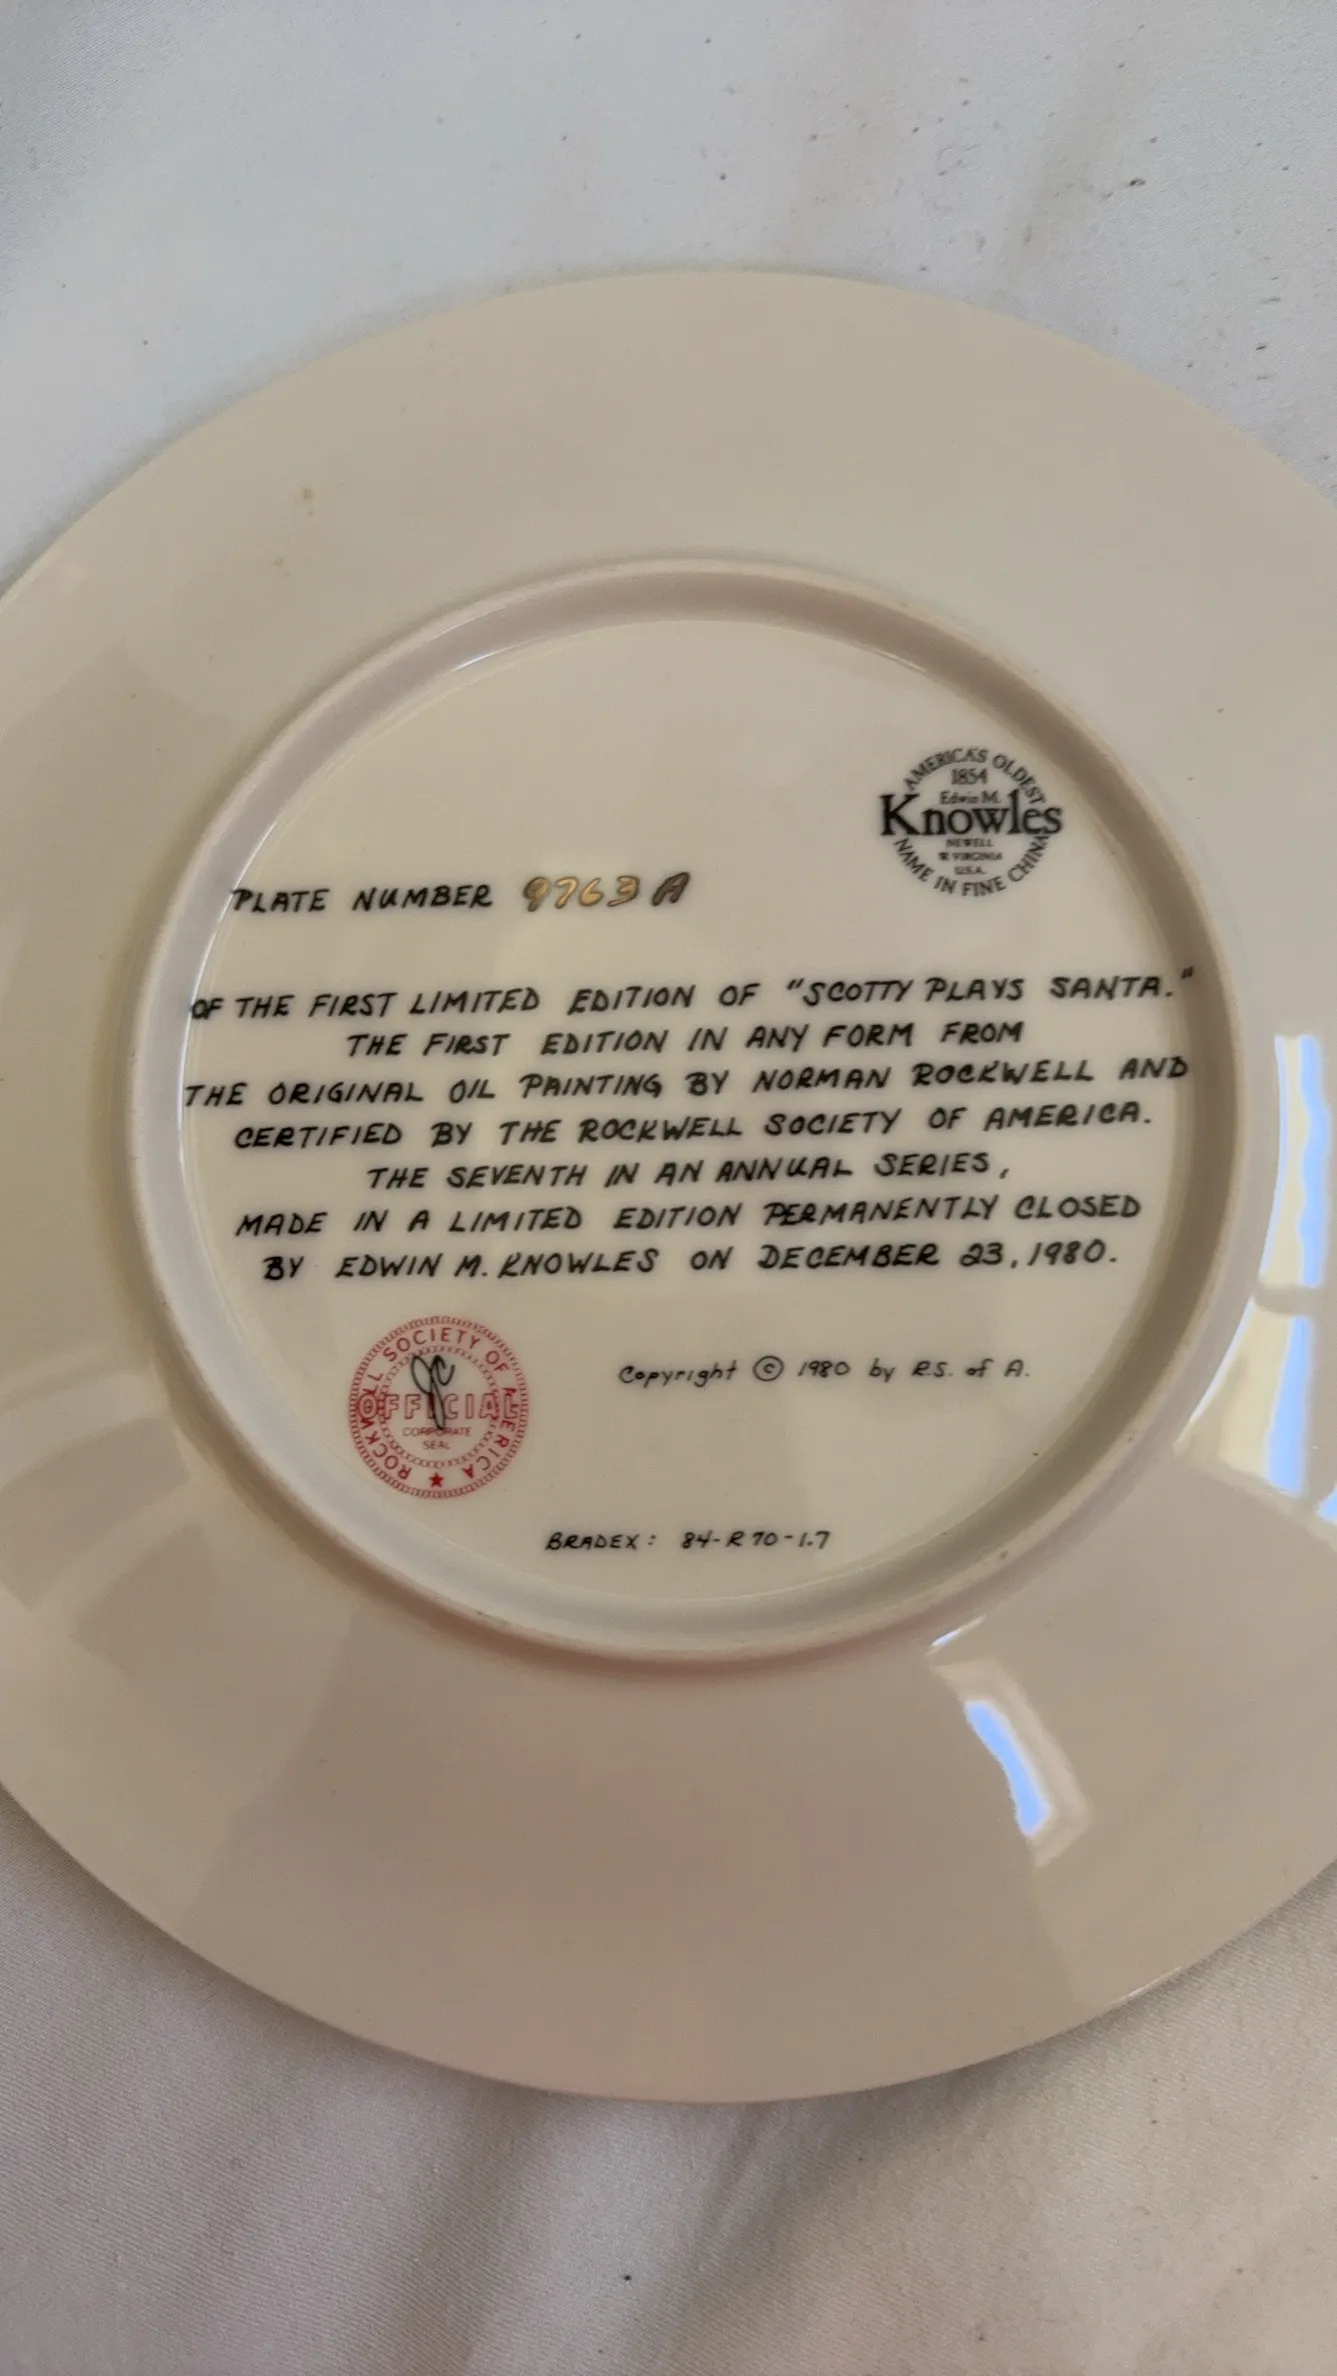 AMERICA'S OLDEST
1854
Edwin M.
Knowles
NEWELL
W. VIRGINIA
U.S.A.
NAME IN FINE CHINA
PLATE NUMBER 9763 A
OF THE FIRST LIMITED EDITION OF "SCOTTY PLAYS SANTA."
THE FIRST EDITION IN ANY FORM FROM
THE ORIGINAL OIL PAINTING BY NORMAN ROCKWELL AND
CERTIFIED BY THE ROCKWELL SOCIETY OF AMERICA.
THE SEVENTH IN AN ANNUAL SERIES,
MADE IN A LIMITED EDITION PERMANENTLY CLOSED
BY EDWIN M. KNOWLES ON DECEMBER 23, 1980.
ROCKWELL SOCIETY OF AMERICA
OFFICIAL
CORPORATE
SEAL
Copyright © 1980 by R.S. of A.
BRADEX: 84-R70-1.7